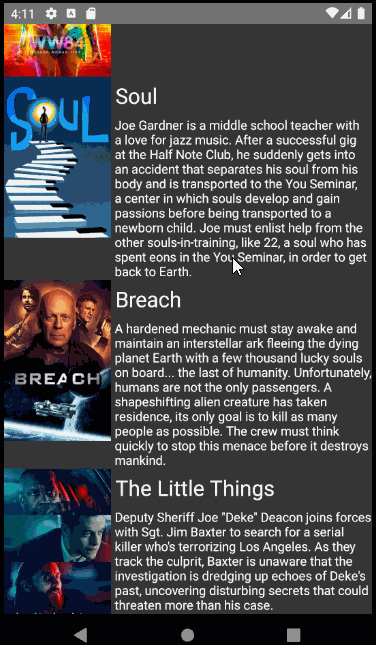 4:11
WW84
SOUL
Soul
Joe Gardner is a middle school teacher with
a love for jazz music. After a successful gig
at the Half Note Club, he suddenly gets into
an accident that separates his soul from his
body and is transported to the You Seminar,
a center in which souls develop and gain
passions before being transported to a
newborn child. Joe must enlist help from the
other souls-in-training, like 22, a soul who has
spent eons in the You Seminar, in order to get
back to Earth.
BREACH
Breach
A hardened mechanic must stay awake and
maintain an interstellar ark fleeing the dying
planet Earth with a few thousand lucky souls
on board... the last of humanity. Unfortunately,
humans are not the only passengers. A
shapeshifting alien creature has taken
residence, its only goal is to kill as many
people as possible. The crew must think
quickly to stop this menace before it destroys
mankind.
The Little Things
Deputy Sheriff Joe "Deke" Deacon joins forces
with Sgt. Jim Baxter to search for a serial
killer who's terrorizing Los Angeles. As they
track the culprit, Baxter is unaware that the
investigation is dredging up echoes of Deke's
past, uncovering disturbing secrets that could
threaten more than his case.